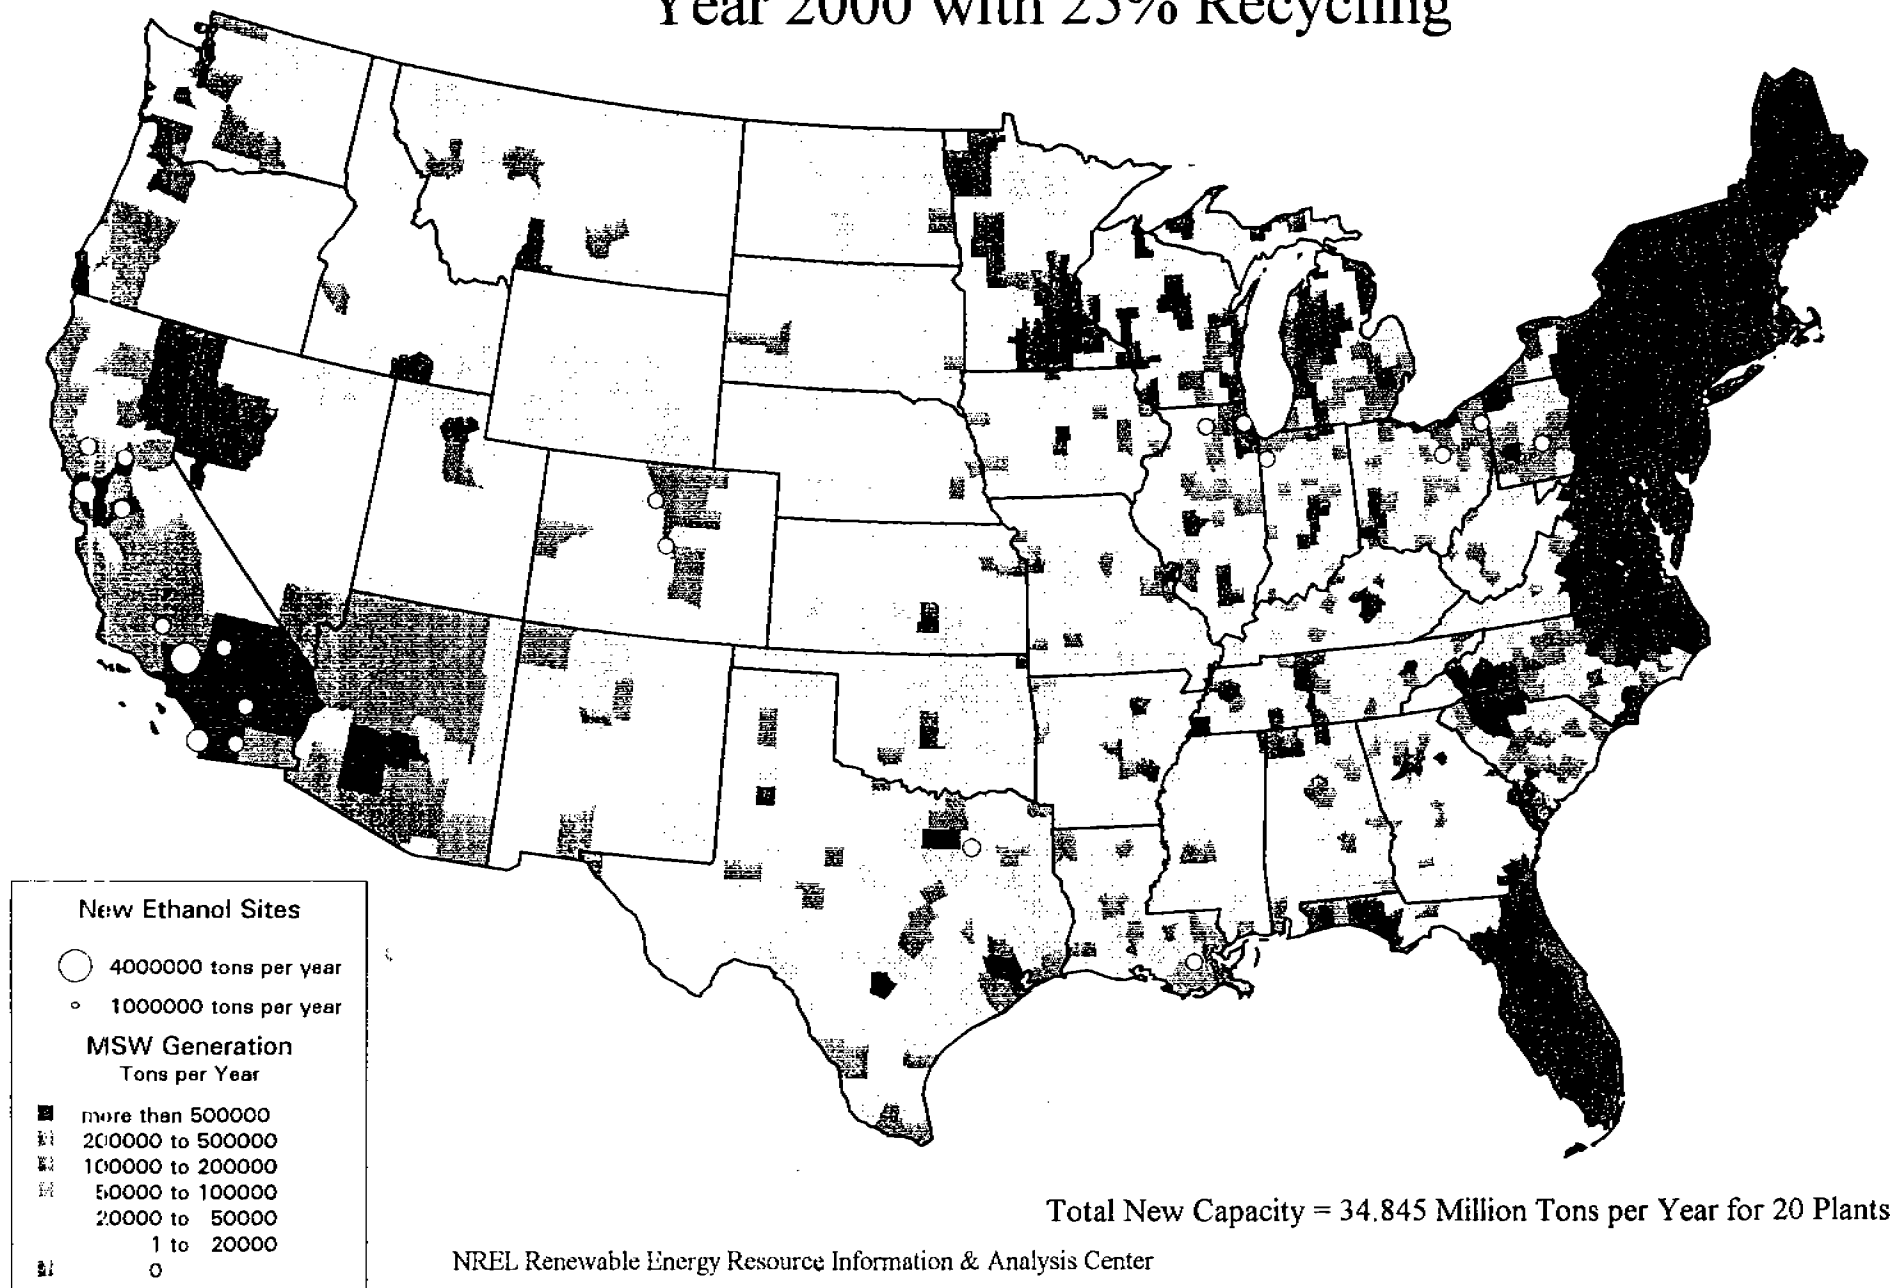 Year 2000 with 25% Recycling
New Ethanol Sites
4000000 tons per year
1000000 tons per year
MSW Generation
Tons per Year
more than 500000
200000 to 500000
100000 to 200000
50000 to 100000
20000 to 50000
1 to 20000
0
Total New Capacity = 34.845 Million Tons per Year for 20 Plants
NREL Renewable Energy Resource Information & Analysis Center